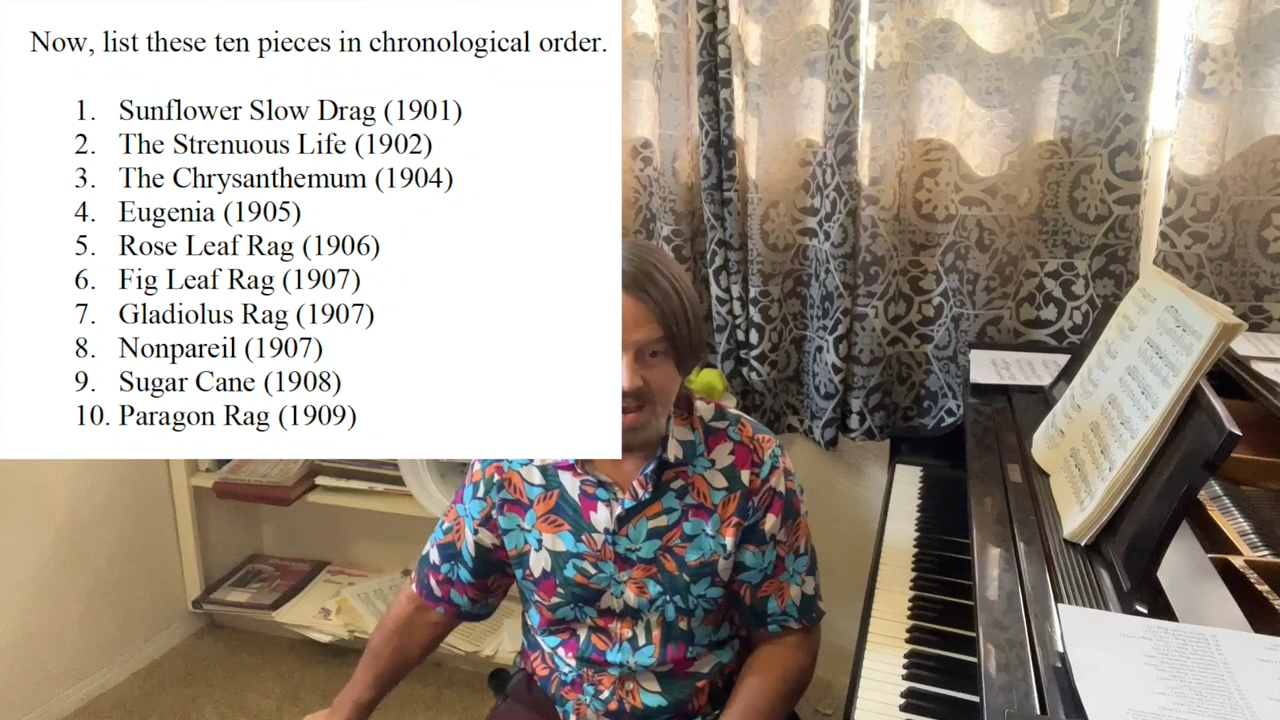 Now, list these ten pieces in chronological order.
1. Sunflower Slow Drag (1901)
2. The Strenuous Life (1902)
3. The Chrysanthemum (1904)
4. Eugenia (1905)
5. Rose Leaf Rag (1906)
6. Fig Leaf Rag (1907)
7. Gladiolus Rag (1907)
8. Nonpareil (1907)
9. Sugar Cane (1908)
10. Paragon Rag (1909)